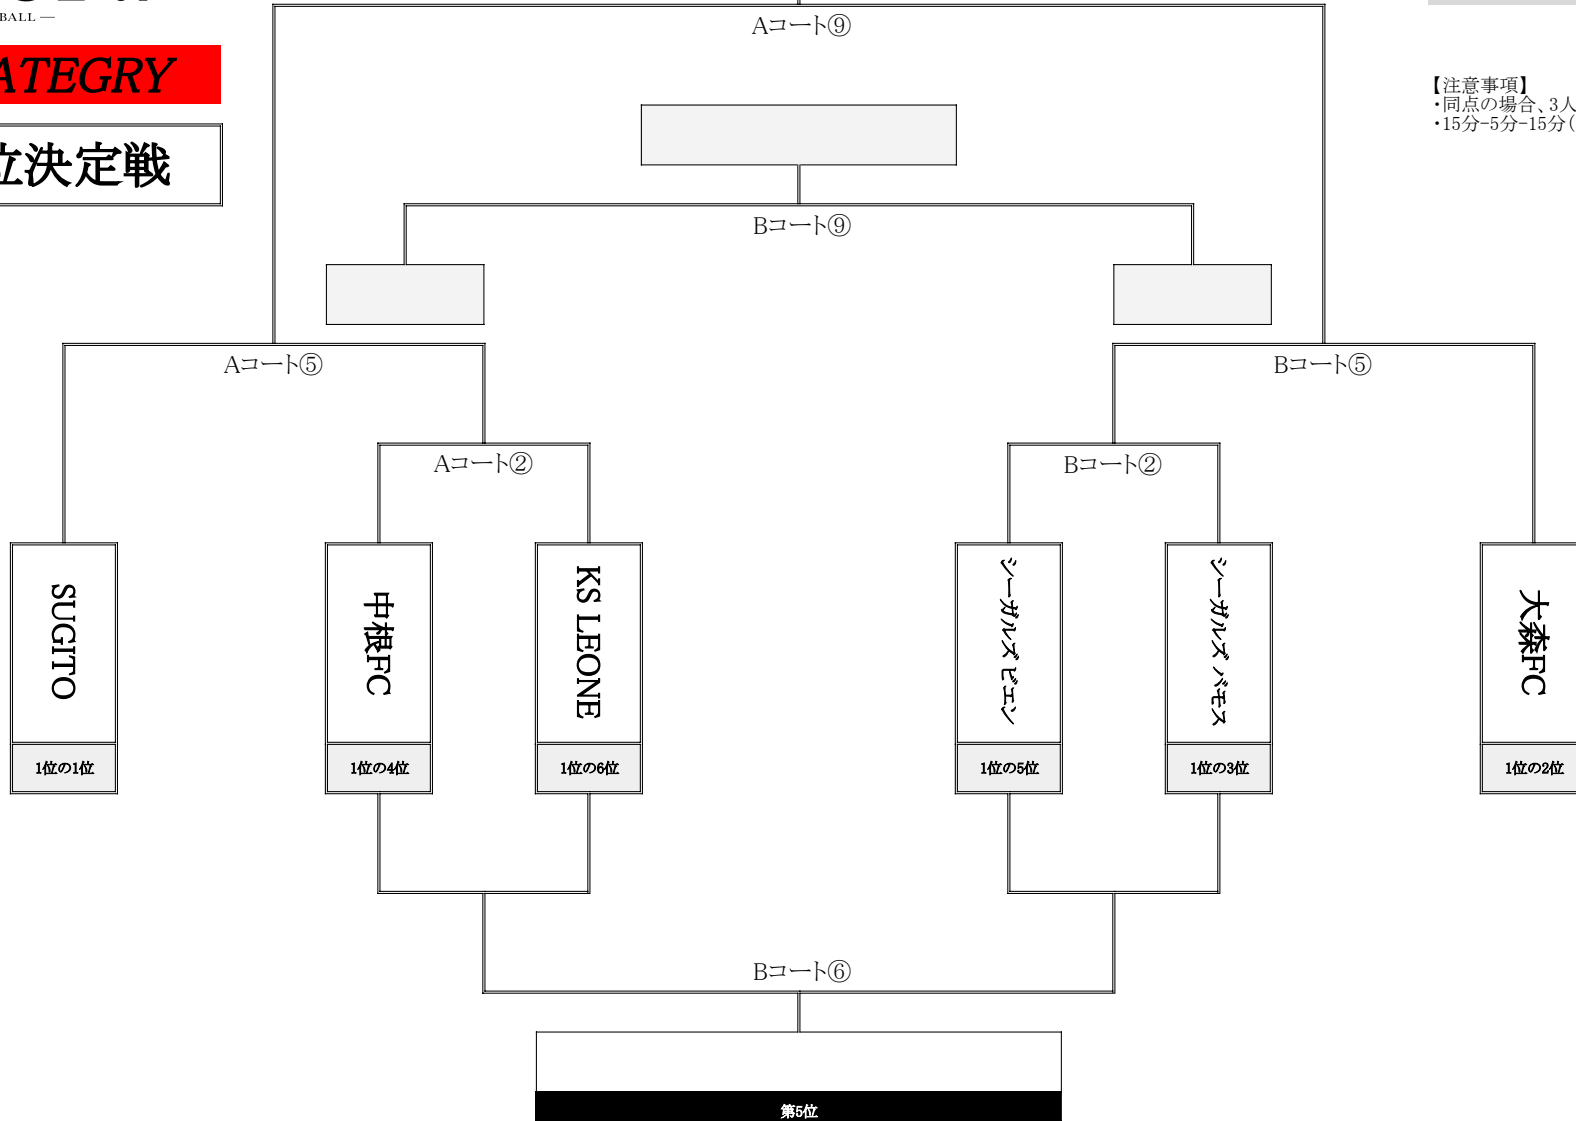 BALL —
ATEGRY
位決定戦
【注意事項】
・同点の場合、3人
・15分-5分-15分(
Aコート⑨
Bコート⑨
Aコート⑤
Bコート⑤
Aコート②
Bコート②
SUGITO
中根FC
KS LEONE
シーガルズ ビエン
シーガルズ バモス
大森FC
1位の1位
1位の4位
1位の6位
1位の5位
1位の3位
1位の2位
Bコート⑥
第5位